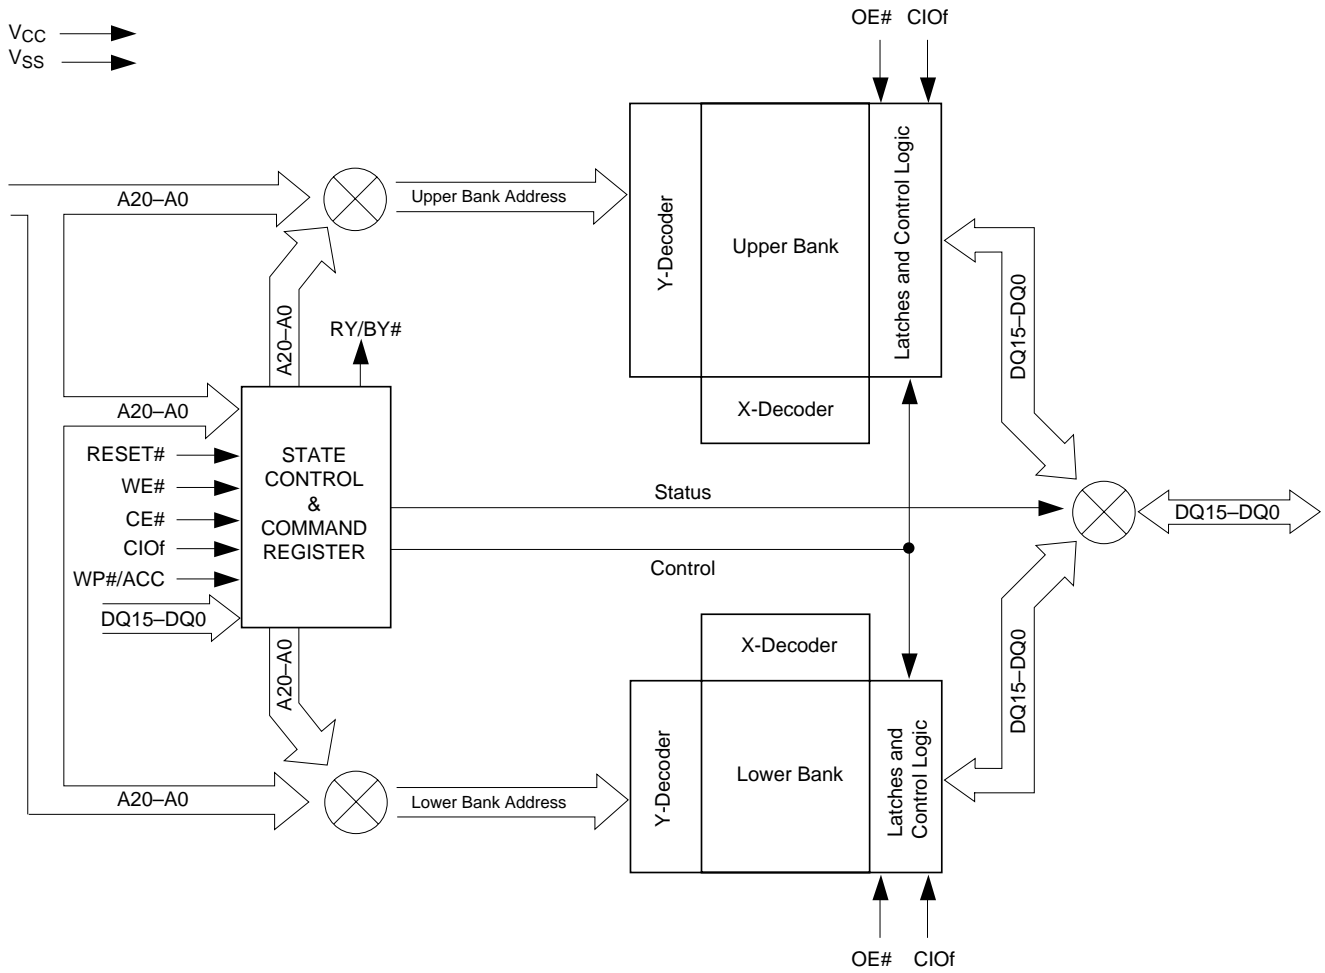 VCC
VSS
OE# CIOf
A20–A0
Upper Bank Address
Y-Decoder
Upper Bank
Latches and Control Logic
X-Decoder
DQ15–DQ0
A20–A0
RY/BY#
A20–A0
RESET#
WE#
CE#
CIOf
WP#/ACC
DQ15–DQ0
STATE
CONTROL
&
COMMAND
REGISTER
Status
Control
DQ15–DQ0
A20–A0
X-Decoder
Y-Decoder
Lower Bank
Latches and
Control Logic
DQ15–DQ0
A20–A0
Lower Bank Address
OE# CIOf